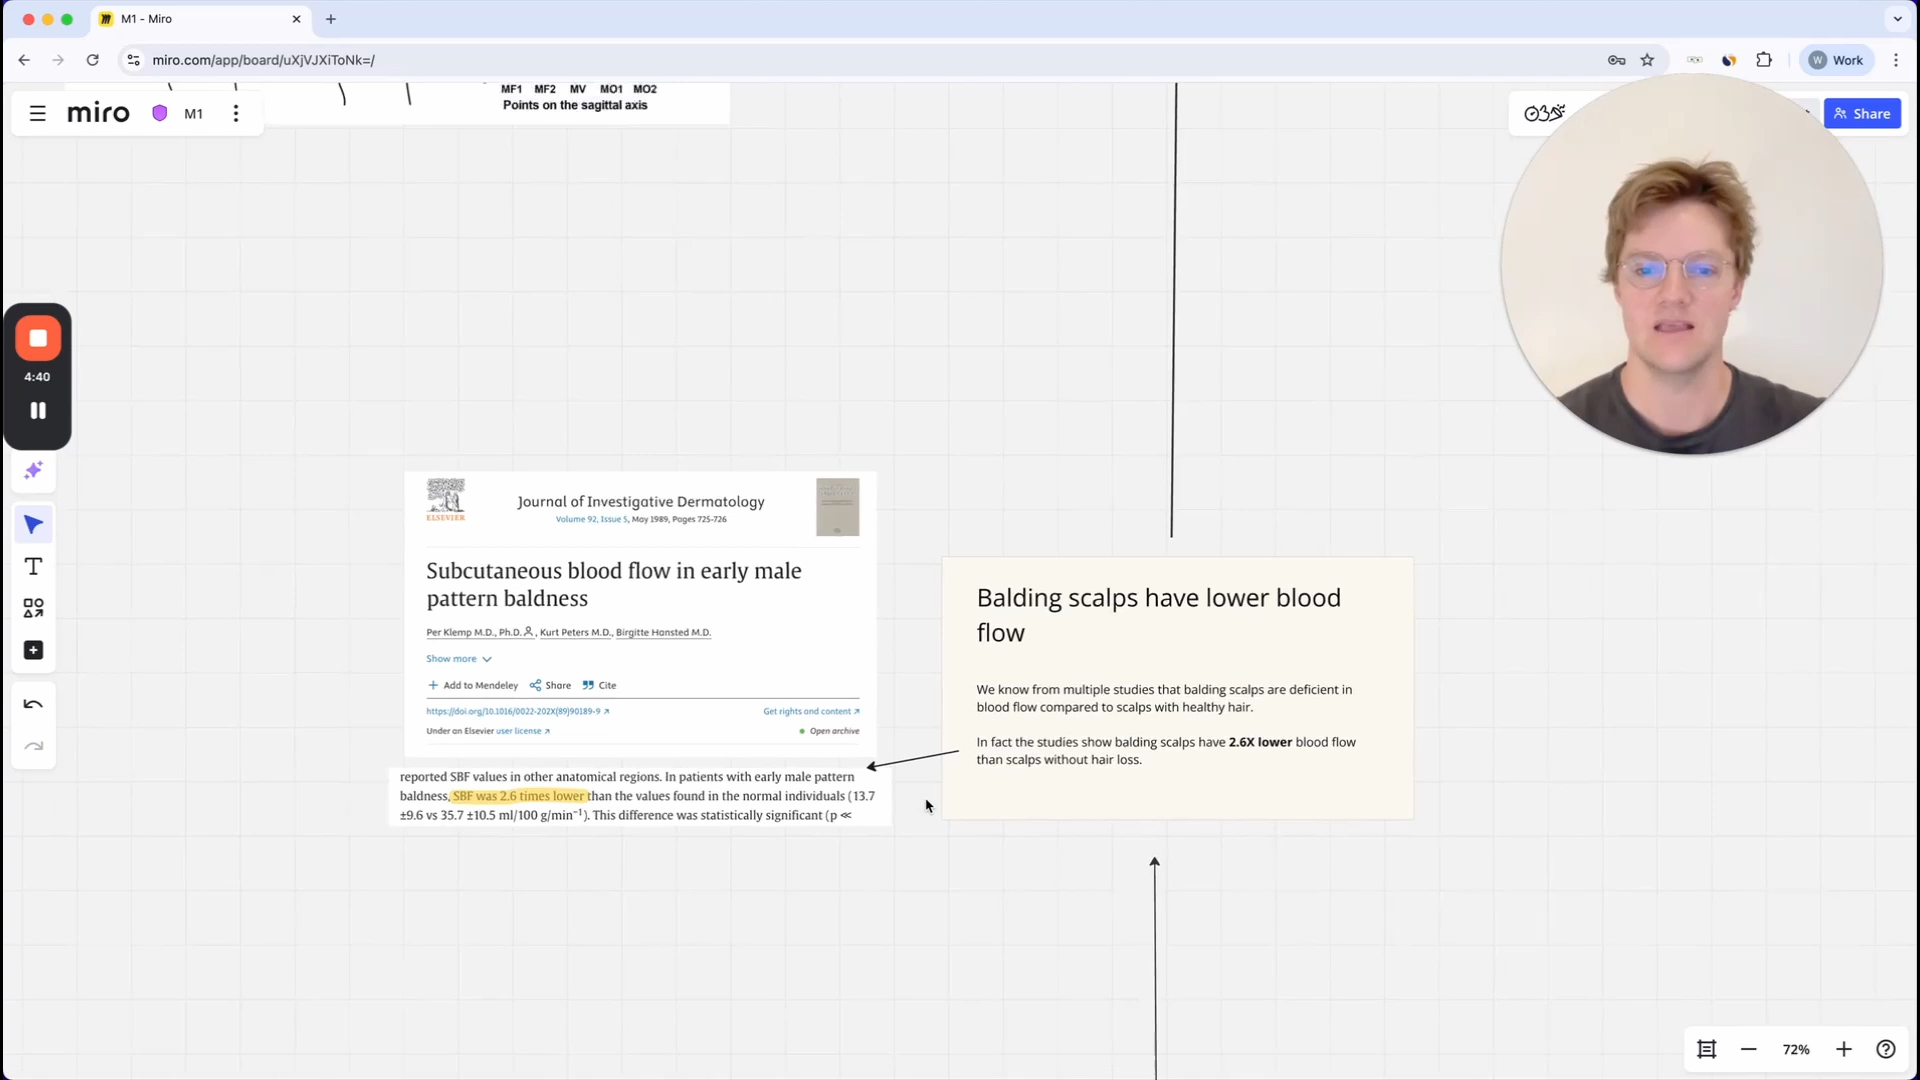 M1 - Miro
miro.com/app/board/uXjVJXiToNk=/
W Work
MF1 MF2 MV MO1 MO2
Points on the sagittal axis
miro M1
Share
4:40
ELSEVIER
Journal of Investigative Dermatology
Volume 92, Issue 5, May 1989, Pages 725-726
Subcutaneous blood flow in early male
pattern baldness
Per Klemp M.D., Ph.D. , Kurt Peters M.D., Birgitte Hansted M.D.
Show more
+ Add to Mendeley Share Cite
https://doi.org/10.1016/0022-202X(89)90189-9 ↗ Get rights and content ↗
Under an Elsevier user license ↗ Open archive
reported SBF values in other anatomical regions. In patients with early male pattern
baldness, SBF was 2.6 times lower than the values found in the normal individuals (13.7
±9.6 vs 35.7 ±10.5 ml/100 g/min⁻¹). This difference was statistically significant (p ≪
Balding scalps have lower blood
flow
We know from multiple studies that balding scalps are deficient in
blood flow compared to scalps with healthy hair.
In fact the studies show balding scalps have 2.6X lower blood flow
than scalps without hair loss.
72%